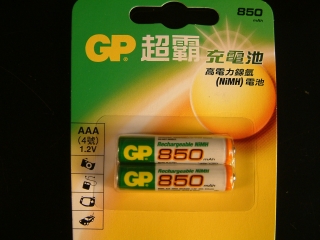 850
mAh
GP 超霸 充電池
高電力鎳氫
(NiMH) 電池
AAA
(4號)
1.2V
Rechargeable NiMH
GP 850
Rechargeable NiMH
GP 850